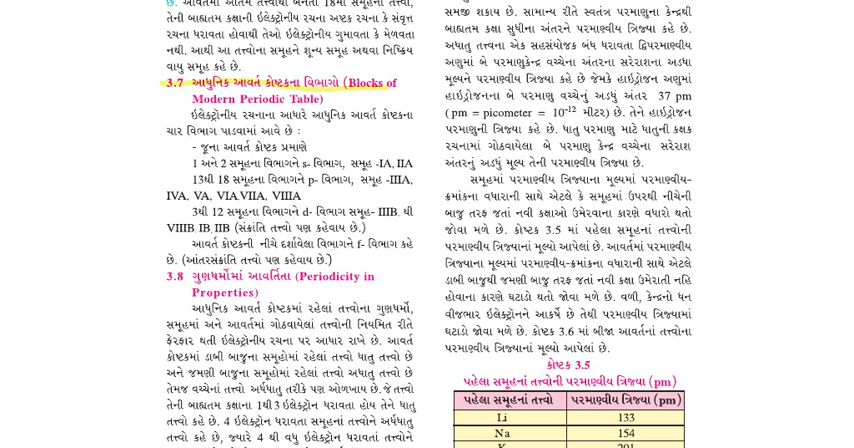 છે. આવર્તમાં અંતિમ તત્ત્વોથી બનતા 18માં સમૂહનાં તત્ત્વો,
તેની બાહ્યતમ કક્ષાની ઇલેક્ટ્રૉનીય રચના અષ્ટક રચના કે સંવૃત્ત
રચના ધરાવતા હોવાથી તેઓ ઇલેક્ટ્રૉનીય ગુમાવતા કે મેળવતા
નથી. આથી આ તત્ત્વોના સમૂહને શૂન્ય સમૂહ અથવા નિષ્ક્રિય
વાયુ સમૂહ કહે છે.
3.7 આધુનિક આવર્ત કોષ્ટકના વિભાગો (Blocks of
Modern Periodic Table)
ઇલેક્ટ્રૉનીય રચનાના આધારે આધુનિક આવર્ત કોષ્ટકના
ચાર વિભાગ પાડવામાં આવે છે :
- જૂના આવર્ત કોષ્ટક પ્રમાણે
1 અને 2 સમૂહના વિભાગને s- વિભાગ, સમૂહ -IA, IIA
13થી 18 સમૂહના વિભાગને p- વિભાગ, સમૂહ -IIIA,
IVA, VA, VIA,VIIA, VIIIA
3થી 12 સમૂહના વિભાગને d- વિભાગ સમૂહ- IIIB. થી
VIIIB, IB, IIB (સંક્રાંતિ તત્ત્વો પણ કહેવાય છે.)
આવર્ત કોષ્ટકની નીચે દર્શાવેલા વિભાગને f- વિભાગ કહે
છે. (આંતરસંક્રાંતિ તત્ત્વો પણ કહેવાય છે.)
3.8 ગુણધર્મોમાં આવર્તિતા (Periodicity in
Properties)
આધુનિક આવર્ત કોષ્ટકમાં રહેલાં તત્ત્વોના ગુણધર્મો,
સમૂહમાં અને આવર્તમાં ગોઠવાયેલાં તત્ત્વોની નિયમિત રીતે
ફેરફાર થતી ઇલેક્ટ્રૉનીય રચના પર આધાર રાખે છે. આવર્ત
કોષ્ટકમાં ડાબી બાજુના સમૂહોમાં રહેલાં તત્ત્વો ધાતુ તત્ત્વો છે
અને જમણી બાજુના સમૂહોમાં રહેલાં તત્ત્વો અધાતુ તત્ત્વો છે
તેમજ વચ્ચેનાં તત્ત્વો અર્ધધાતુ તરીકે પણ ઓળખાય છે. જે તત્ત્વો
તેની બાહ્યતમ કક્ષાના 1થી 3 ઇલેક્ટ્રૉન ધરાવતા હોય તેને ધાતુ
તત્ત્વો કહે છે. 4 ઇલેક્ટ્રૉન ધરાવતા સમૂહનાં તત્ત્વોને અર્ધધાતુ
તત્ત્વો કહે છે, જ્યારે 4 થી વધુ ઇલેક્ટ્રૉન ધરાવતાં તત્ત્વોને
સમજી શકાય છે. સામાન્ય રીતે સ્વતંત્ર પરમાણુના કેન્દ્રથી
બાહ્યતમ કક્ષા સુધીના અંતરને પરમાણ્વીય ત્રિજ્યા કહે છે.
અધાતુ તત્ત્વના એક સહસંયોજક બંધ ધરાવતા દ્વિપરમાણ્વીય
અણુમાં બે પરમાણુકેન્દ્ર વચ્ચેના અંતરના સરેરાશના અડધા
મૂલ્યને પરમાણ્વીય ત્રિજ્યા કહે છે જેમકે હાઇડ્રોજન અણુમાં
હાઇડ્રોજનના બે પરમાણુ વચ્ચેનું અડધું અંતર 37 pm
( pm = picometer = 10⁻¹² મીટર) છે. તેને હાઇડ્રોજન
પરમાણુની ત્રિજ્યા કહે છે. ધાતુ પરમાણુ માટે ધાતુની કક્ષક
રચનામાં ગોઠવાયેલા બે પરમાણુ કેન્દ્ર વચ્ચેના સરેરાશ
અંતરનું અડધું મૂલ્ય તેની પરમાણ્વીય ત્રિજ્યા છે.
સમૂહમાં પરમાણ્વીય ત્રિજ્યાના મૂલ્યમાં પરમાણ્વીય-
ક્રમાંકના વધારાની સાથે એટલે કે સમૂહમાં ઉપરથી નીચેની
બાજુ તરફ જતાં નવી કક્ષાઓ ઉમેરવાના કારણે વધારો થતો
જોવા મળે છે. કોષ્ટક 3.5 માં પહેલા સમૂહનાં તત્ત્વોની
પરમાણ્વીય ત્રિજ્યાનાં મૂલ્યો આપેલાં છે. આવર્તમાં પરમાણ્વીય
ત્રિજ્યાના મૂલ્યમાં પરમાણ્વીય-ક્રમાંકના વધારાની સાથે એટલે
ડાબી બાજુથી જમણી બાજુ તરફ જતાં નવી કક્ષા ઉમેરાતી નહિ
હોવાના કારણે ઘટાડો થતો જોવા મળે છે. વળી, કેન્દ્રનો ધન
વીજભાર ઇલેક્ટ્રૉનને આકર્ષે છે તેથી પરમાણ્વીય ત્રિજ્યામાં
ઘટાડો જોવા મળે છે. કોષ્ટક 3.6 માં બીજા આવર્તનાં તત્ત્વોના
પરમાણ્વીય ત્રિજ્યાનાં મૂલ્યો આપેલાં છે.
કોષ્ટક 3.5
પહેલા સમૂહનાં તત્ત્વોની પરમાણ્વીય ત્રિજ્યા (pm)
પહેલા સમૂહનાં તત્ત્વો પરમાણ્વીય ત્રિજ્યા (pm)
Li 133
Na 154
K 201